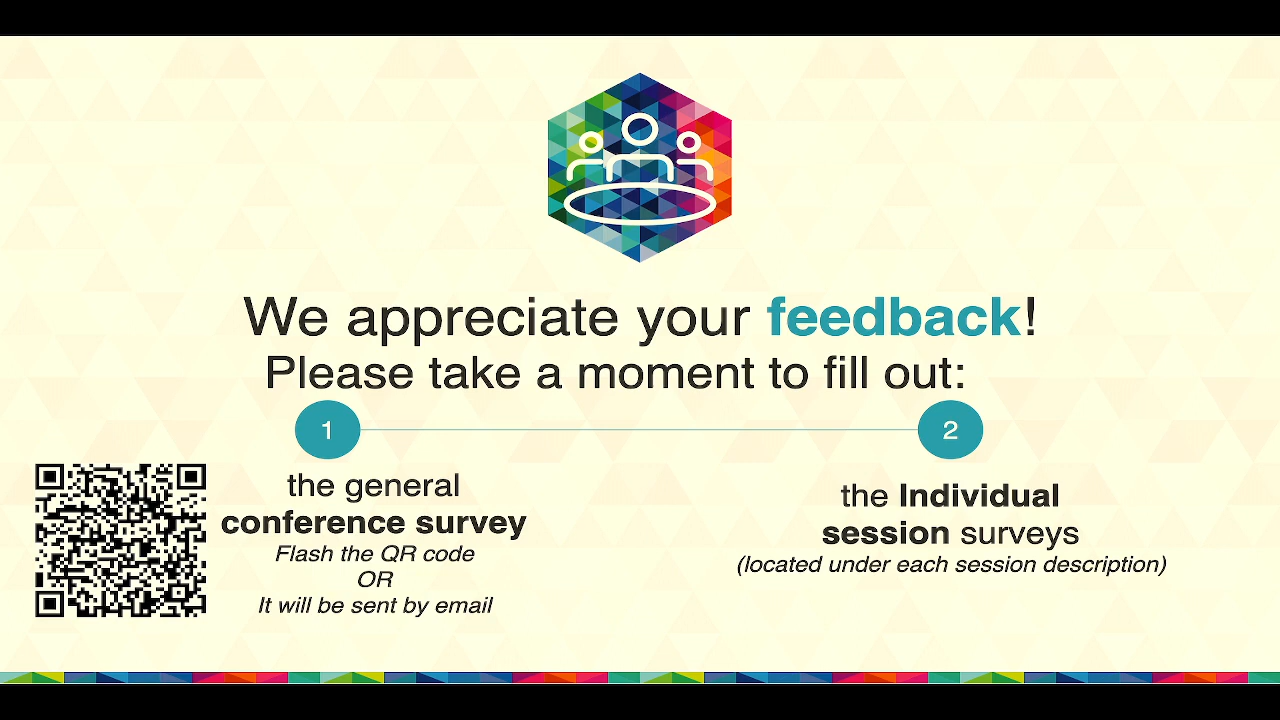 We appreciate your feedback!
Please take a moment to fill out:
1
the general
conference survey
Flash the QR code
OR
It will be sent by email
2
the Individual
session surveys
(located under each session description)